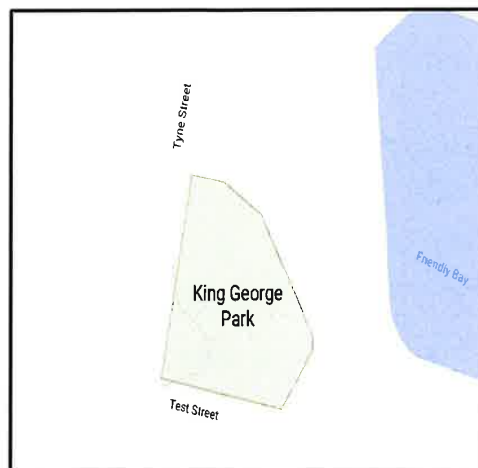 Tyne Street
King George
Park
Friendly Bay
Test Street